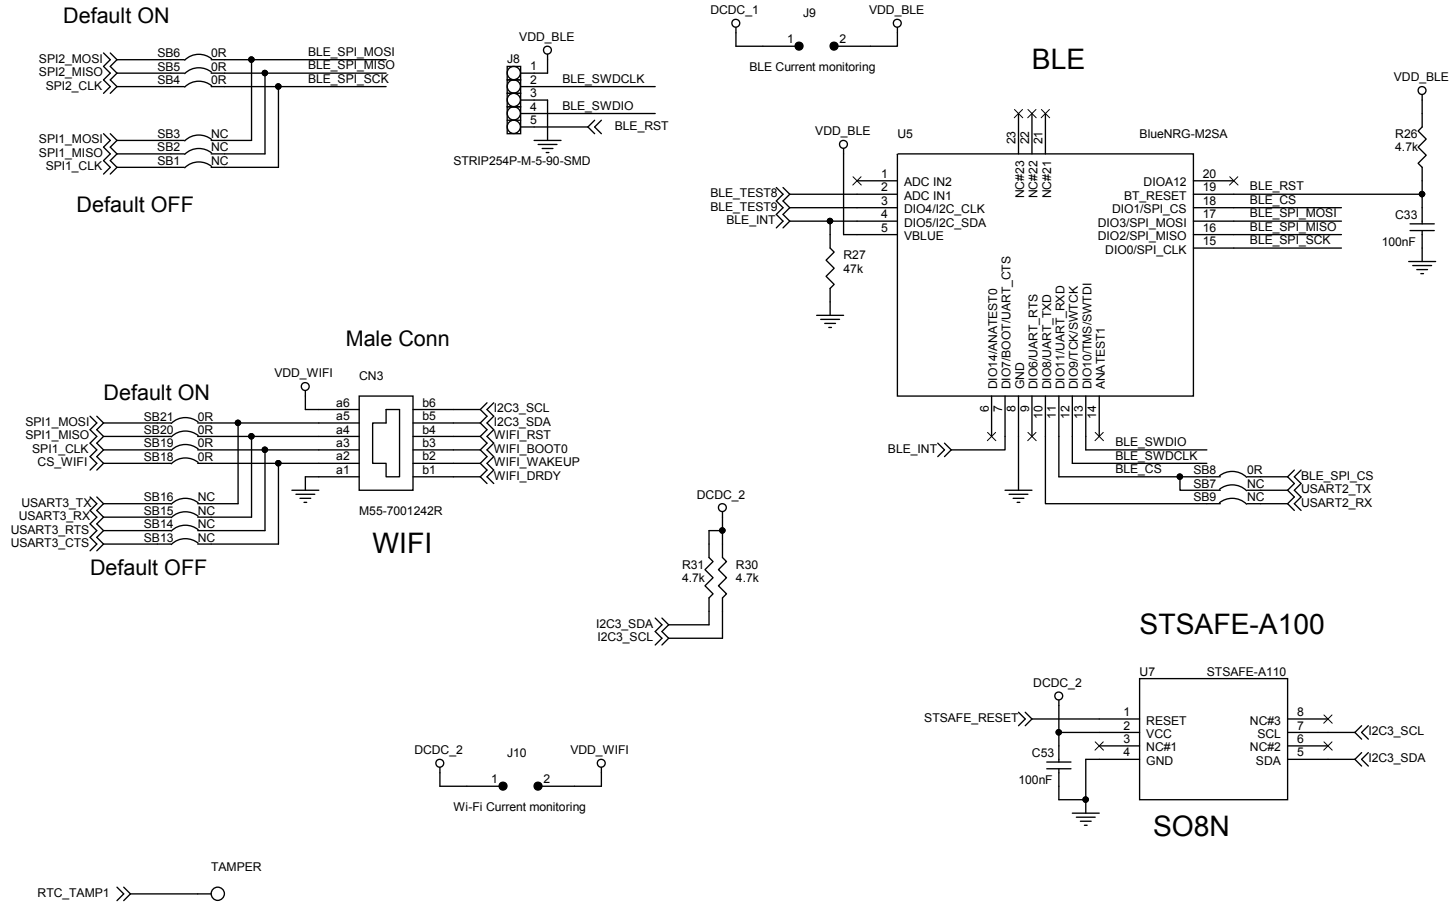 Default ON
SPI2_MOSI SB6 0R BLE_SPI_MOSI
SPI2_MISO SB5 0R BLE_SPI_MISO
SPI2_CLK SB4 0R BLE_SPI_SCK
SPI1_MOSI SB3 NC
SPI1_MISO SB2 NC
SPI1_CLK SB1 NC
Default OFF
VDD_BLE
J8
1
2 BLE_SWDCLK
3
4 BLE_SWDIO
5 BLE_RST
STRIP254P-M-5-90-SMD
DCDC_1 J9 VDD_BLE
1 2
BLE Current monitoring
BLE
VDD_BLE
R26
4.7k
C33
100nF
VDD_BLE
U5 BlueNRG-M2SA
23 22 21
NC#23 NC#22 NC#21
1 ADC IN2
BLE_TEST8 2 ADC IN1
BLE_TEST9 3 DIO4/I2C_CLK
BLE_INT 4 DIO5/I2C_SDA
5 VBLUE
R27
47k
DIOA12 20
BT_RESET 19 BLE_RST
DIO1/SPI_CS 18 BLE_CS
DIO3/SPI_MOSI 17 BLE_SPI_MOSI
DIO2/SPI_MISO 16 BLE_SPI_MISO
DIO0/SPI_CLK 15 BLE_SPI_SCK
DIO14/ANATEST0
DIO7/BOOT/UART_CTS
GND
DIO6/UART_RTS
DIO8/UART_TXD
DIO11/UART_RXD
DIO9/TCK/SWTCK
DIO10/TMS/SWTDI
ANATEST1
6 7 8 9 10 11 12 13 14
BLE_INT
BLE_SWDIO
BLE_SWDCLK
BLE_CS SB8 0R BLE_SPI_CS
SB7 NC USART2_TX
SB9 NC USART2_RX
Male Conn
VDD_WIFI
CN3
Default ON
a6 b6 I2C3_SCL
SPI1_MOSI SB21 0R a5 b5 I2C3_SDA
SPI1_MISO SB20 0R a4 b4 WIFI_RST
SPI1_CLK SB19 0R a3 b3 WIFI_BOOT0
CS_WIFI SB18 0R a2 b2 WIFI_WAKEUP
a1 b1 WIFI_DRDY
USART3_TX SB16 NC
USART3_RX SB15 NC
USART3_RTS SB14 NC
USART3_CTS SB13 NC
Default OFF
M55-7001242R
WIFI
DCDC_2
R31 R30
4.7k 4.7k
I2C3_SDA
I2C3_SCL
STSAFE-A100
DCDC_2
U7 STSAFE-A110
STSAFE_RESET 1 RESET NC#3 8
2 VCC SCL 7 I2C3_SCL
3 NC#1 NC#2 6
4 GND SDA 5 I2C3_SDA
C53
100nF
SO8N
DCDC_2 J10 VDD_WIFI
1 2
Wi-Fi Current monitoring
TAMPER
RTC_TAMP1